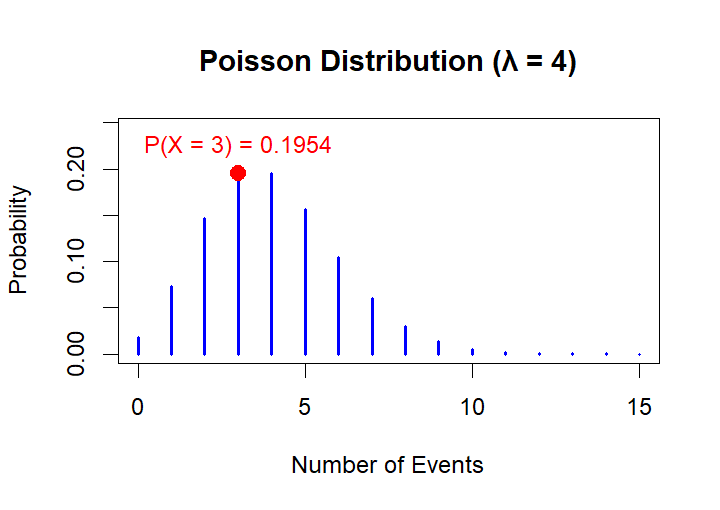 Poisson Distribution (λ = 4)
P(X = 3) = 0.1954
Probability
0.20
0.10
0.00
0 5 10 15
Number of Events